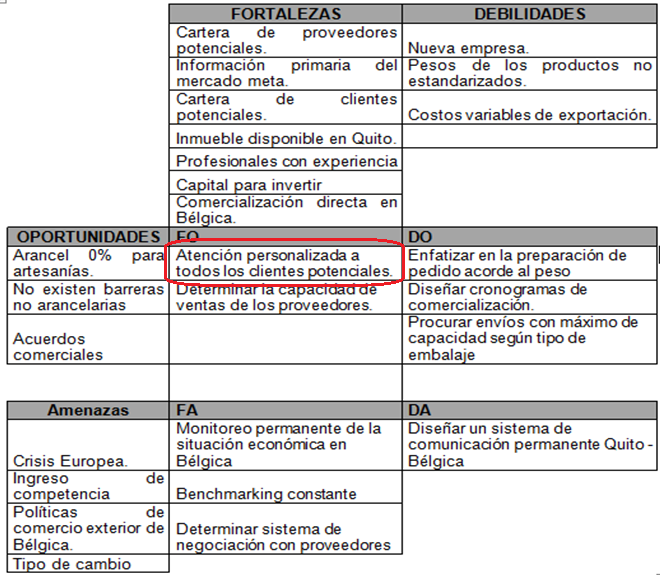 FORTALEZAS DEBILIDADES
Cartera de proveedores
potenciales.
Nueva empresa.
Información primaria del
mercado meta.
Pesos de los productos no
estandarizados.
Cartera de clientes
potenciales.
Costos variables de exportación.
Inmueble disponible en Quito.
Profesionales con experiencia
Capital para invertir
Comercialización directa en
Bélgica.
OPORTUNIDADES FO DO
Arancel 0% para
artesanías.
Atención personalizada a
todos los clientes potenciales.
Enfatizar en la preparación de
pedido acorde al peso
No existen barreras
no arancelarias
Determinar la capacidad de
ventas de los proveedores.
Diseñar cronogramas de
comercialización.
Acuerdos
comerciales
Procurar envíos con máximo de
capacidad según tipo de
embalaje
Amenazas FA DA
Crisis Europea.
Monitoreo permanente de la
situación económica en
Bélgica
Diseñar un sistema de
comunicación permanente Quito -
Bélgica
Ingreso de
competencia
Benchmarking constante
Políticas de
comercio exterior de
Bélgica.
Determinar sistema de
negociación con proveedores
Tipo de cambio